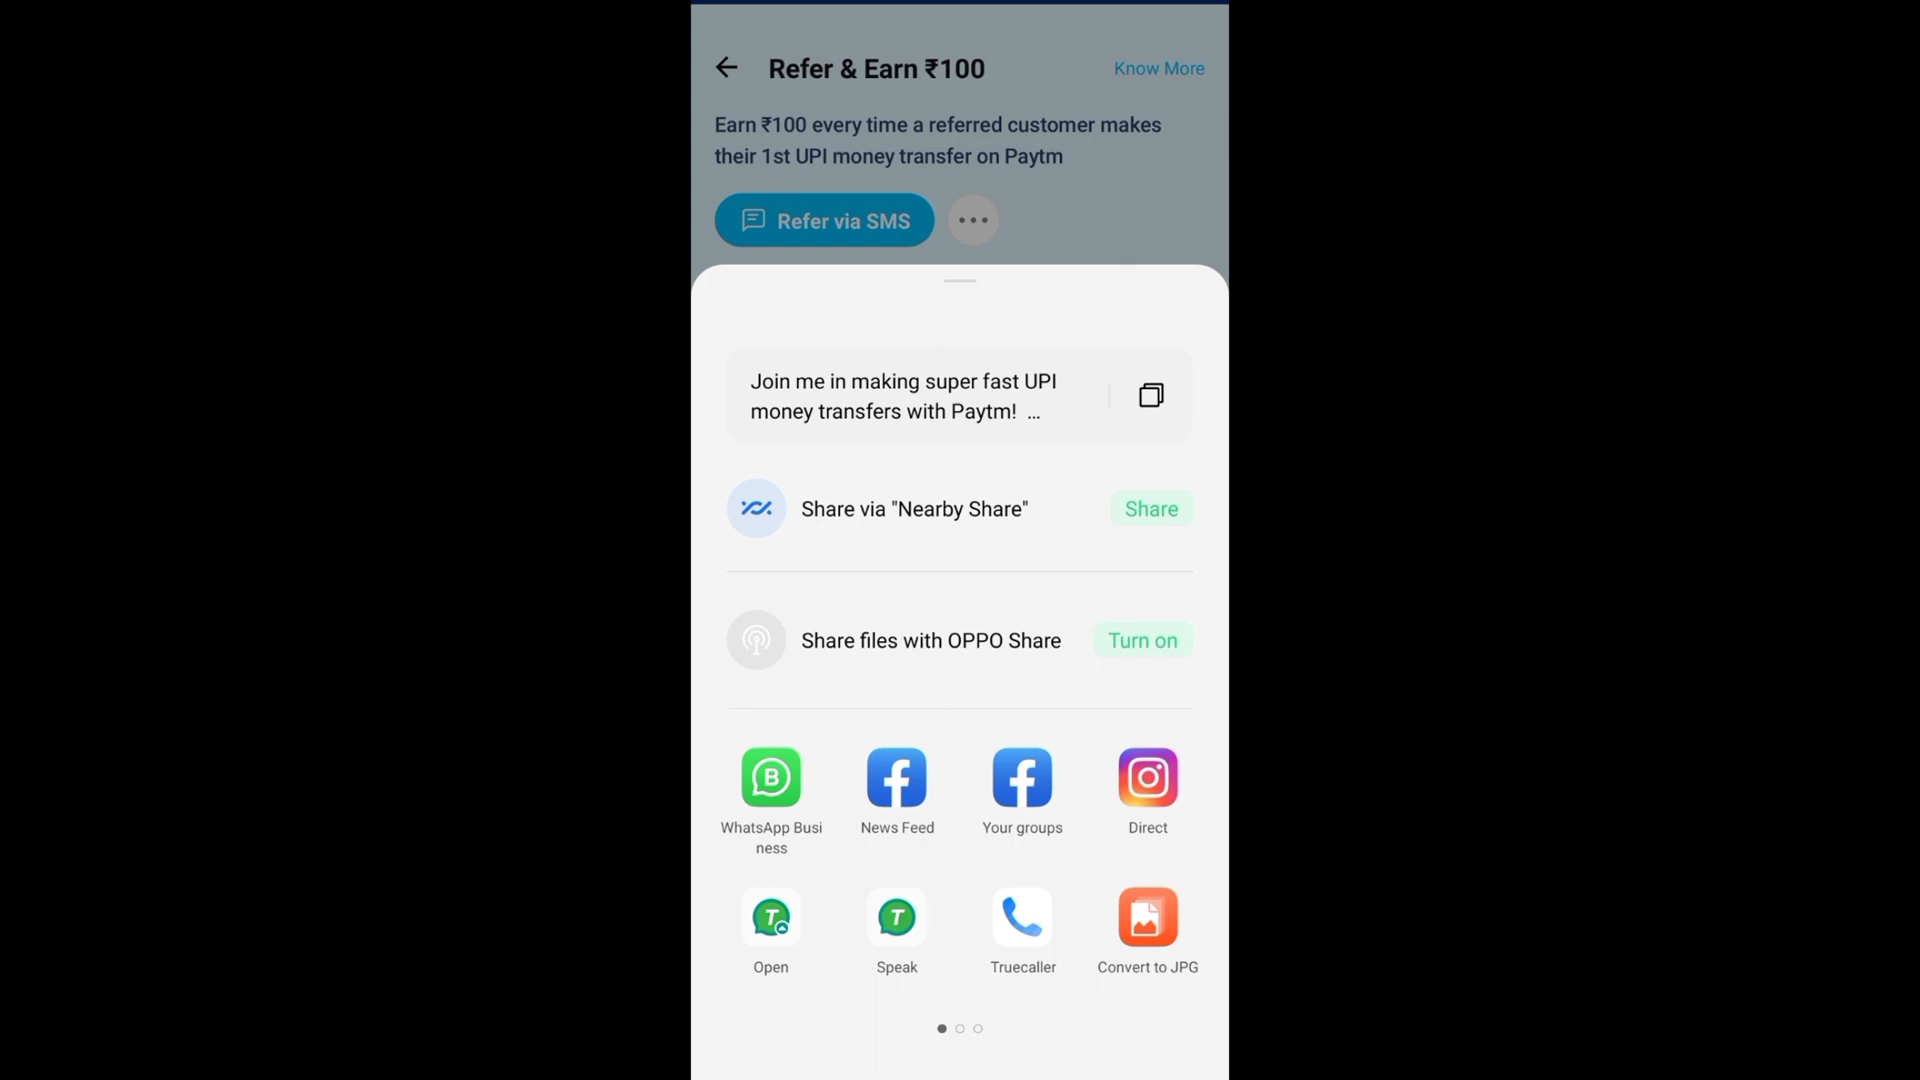 Refer & Earn ₹100
Know More
Earn ₹100 every time a referred customer makes
their 1st UPI money transfer on Paytm
Refer via SMS
Join me in making super fast UPI
money transfers with Paytm! ...
Share via "Nearby Share"
Share
Share files with OPPO Share
Turn on
WhatsApp Busi
ness
News Feed
Your groups
Direct
Open
Speak
Truecaller
Convert to JPG